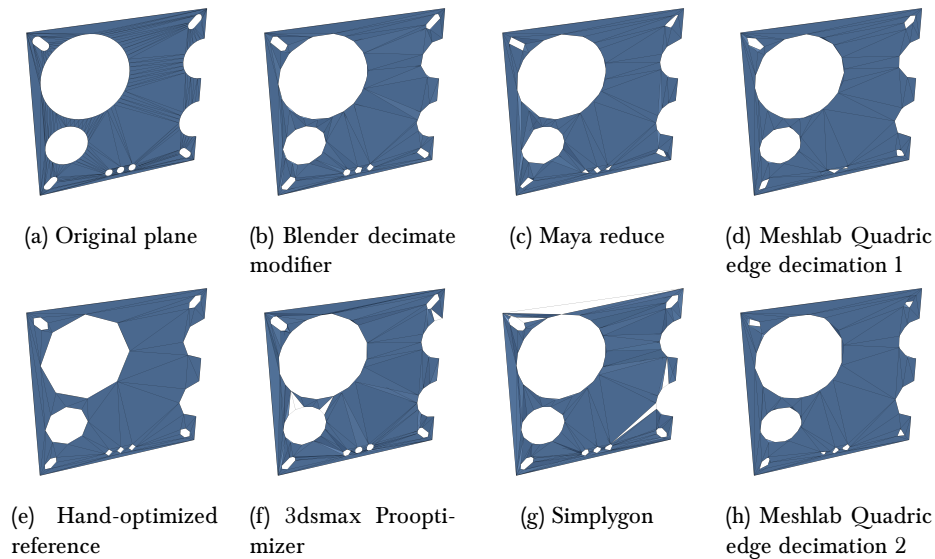 (a) Original plane
(b) Blender decimate
modifier
(c) Maya reduce
(d) Meshlab Quadric
edge decimation 1
(e) Hand-optimized
reference
(f) 3dsmax Proopti-
mizer
(g) Simplygon
(h) Meshlab Quadric
edge decimation 2